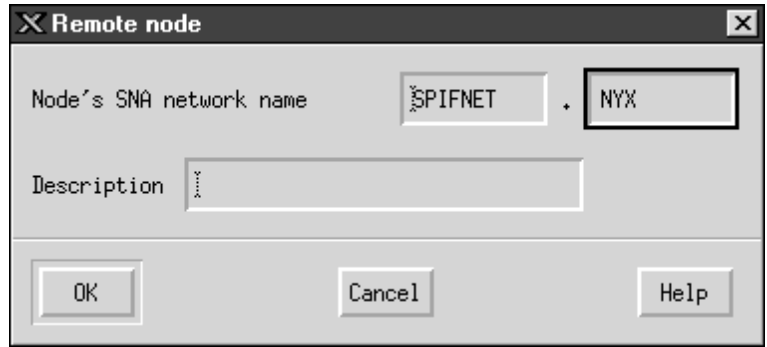 Remote node
Node's SNA network name SPIFNET . NYX
Description
OK Cancel Help